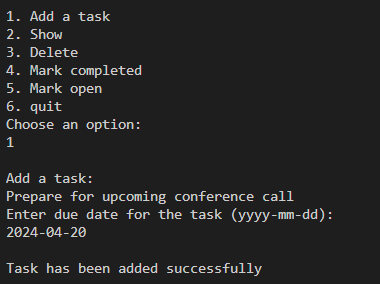 1. Add a task
2. Show
3. Delete
4. Mark completed
5. Mark open
6. quit
Choose an option:
1
Add a task:
Prepare for upcoming conference call
Enter due date for the task (yyyy-mm-dd):
2024-04-20
Task has been added successfully